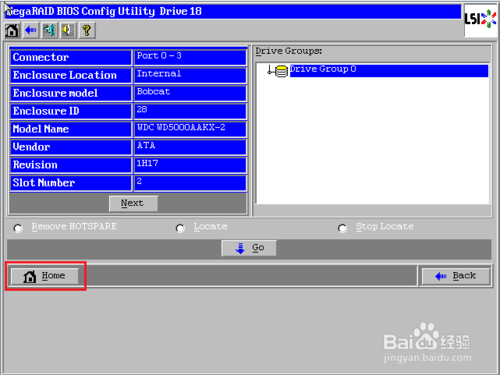 MegaRAID BIOS Config Utility Drive 18
LSI
Connector Port 0 - 3
Enclosure Location Internal
Enclosure model Bobcat
Enclosure ID 28
Model Name WDC WD5000AAKX-2
Vendor ATA
Revision 1H17
Slot Number 2
Next
Drive Groups:
Drive Group 0
Remove HOTSPARE Locate Stop Locate
Go
Home Back
Baidu经验
jingyan.baidu.com